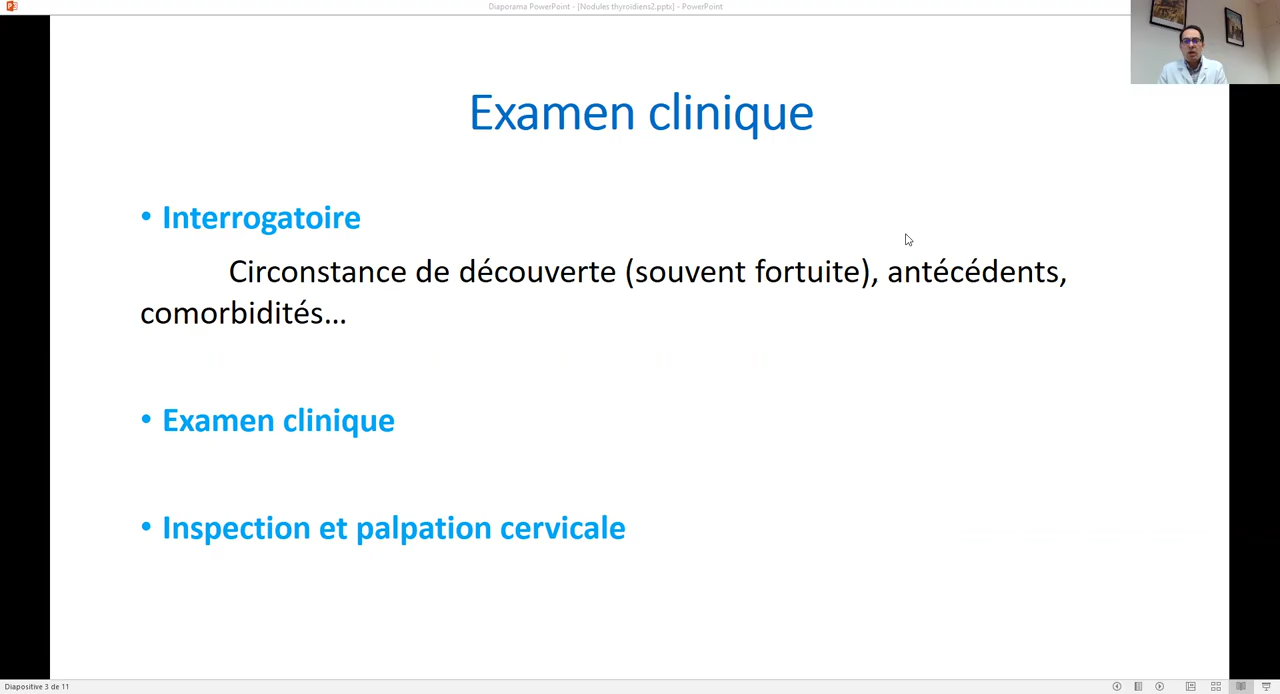 Diaporama PowerPoint - [Nodules thyroidiens2.pptx] - PowerPoint
Examen clinique
• Interrogatoire
Circonstance de découverte (souvent fortuite), antécédents,
comorbidités...
• Examen clinique
• Inspection et palpation cervicale
Diapositive 3 de 11